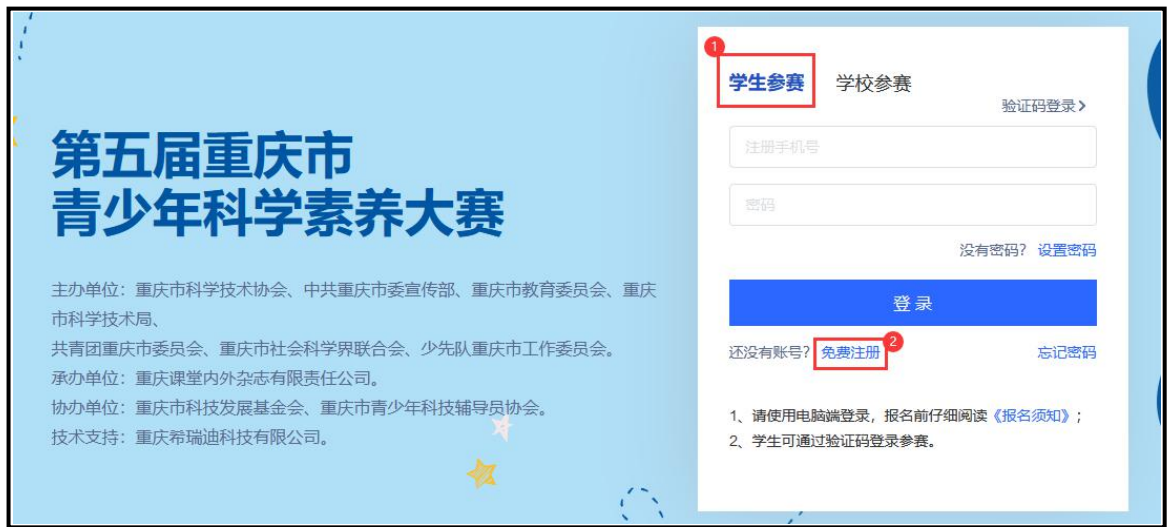 第五届重庆市
青少年科学素养大赛
主办单位：重庆市科学技术协会、中共重庆市委宣传部、重庆市教育委员会、重庆
市科学技术局、
共青团重庆市委员会、重庆市社会科学界联合会、少先队重庆市工作委员会。
承办单位：重庆课堂内外杂志有限责任公司。
协办单位：重庆市科技发展基金会、重庆市青少年科技辅导员协会。
技术支持：重庆希瑞迪科技有限公司。
1
学生参赛 学校参赛
验证码登录>
注册手机号
密码
没有密码？ 设置密码
登 录
还没有账号？ 免费注册 2 忘记密码
1、请使用电脑端登录，报名前仔细阅读《报名须知》；
2、学生可通过验证码登录参赛。